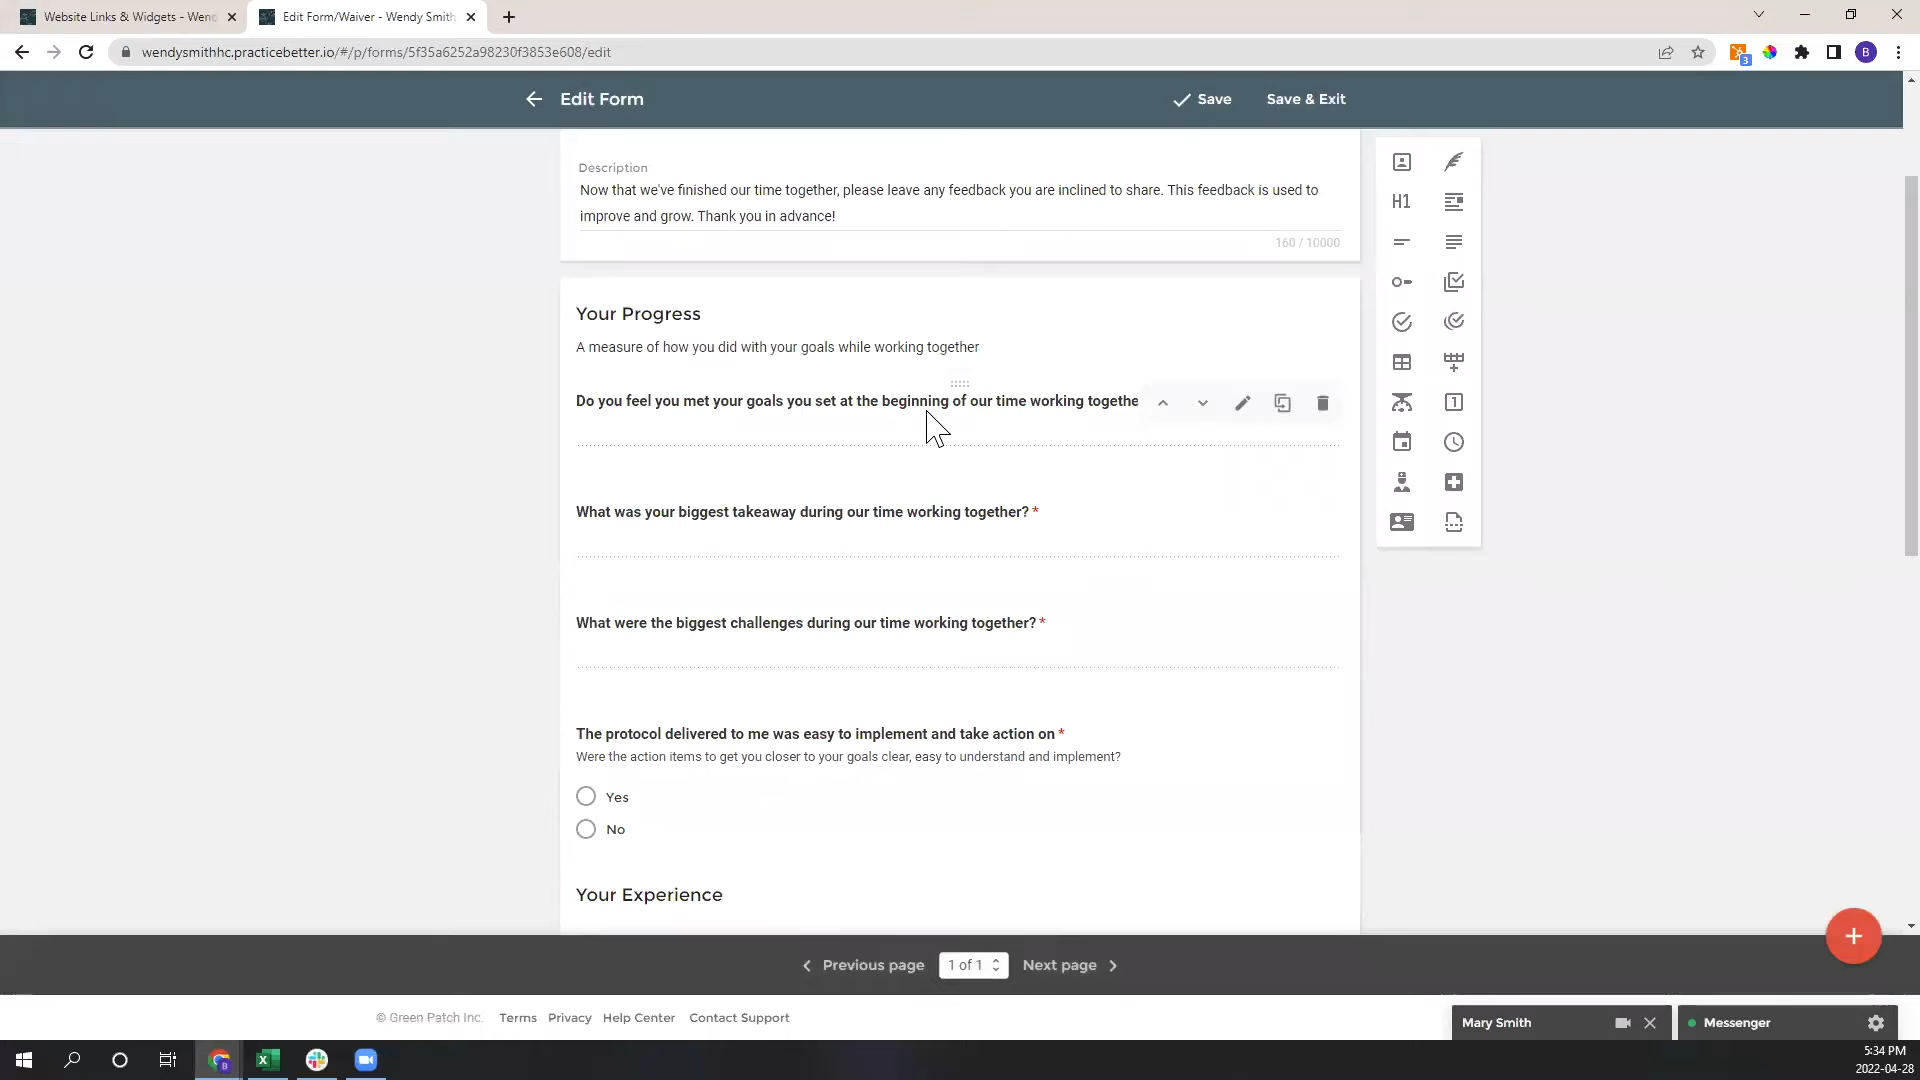 Website Links & Widgets - Wend
Edit Form/Waiver - Wendy Smith
wendysmithhc.practicebetter.io/#/p/forms/5f35a6252a98230f3853e608/edit
3
B
Edit Form
Save
Save & Exit
Description
Now that we've finished our time together, please leave any feedback you are inclined to share. This feedback is used to
improve and grow. Thank you in advance!
160 / 10000
H1
Your Progress
A measure of how you did with your goals while working together
Do you feel you met your goals you set at the beginning of our time working togethe
What was your biggest takeaway during our time working together? *
1
What were the biggest challenges during our time working together? *
The protocol delivered to me was easy to implement and take action on *
Were the action items to get you closer to your goals clear, easy to understand and implement?
Yes
No
Your Experience
Previous page
1 of 1
Next page
© Green Patch Inc.
Terms
Privacy
Help Center
Contact Support
Mary Smith
Messenger
5:34 PM
2022-04-28